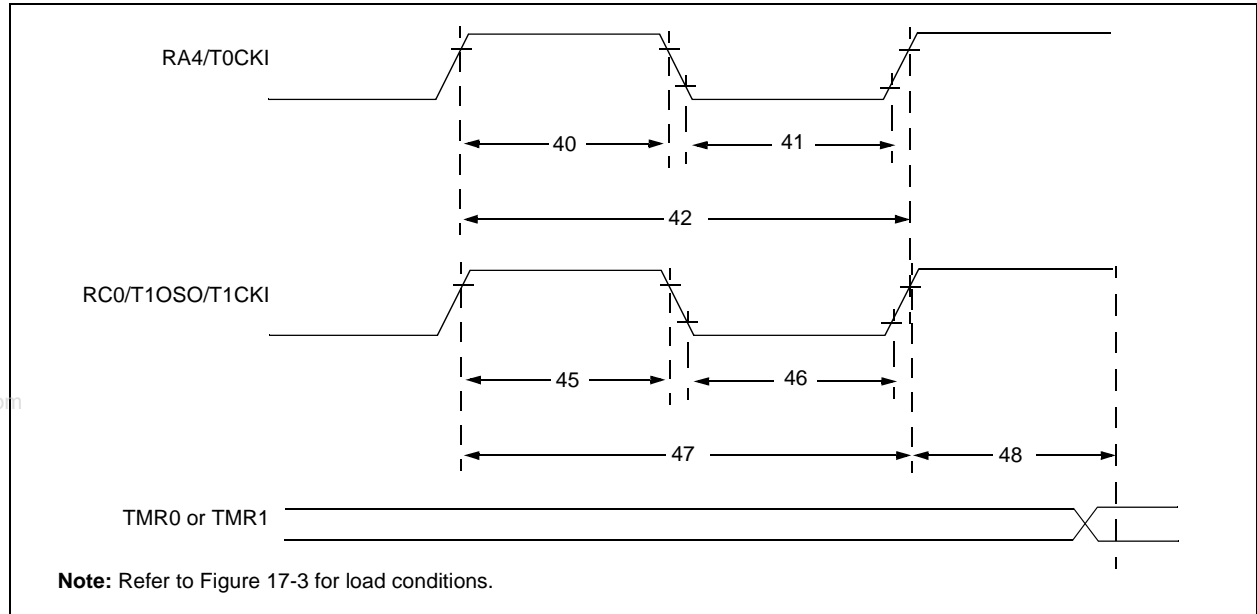 RA4/T0CKI
40
41
42
RC0/T1OSO/T1CKI
45
46
om
47
48
TMR0 or TMR1
Note: Refer to Figure 17-3 for load conditions.